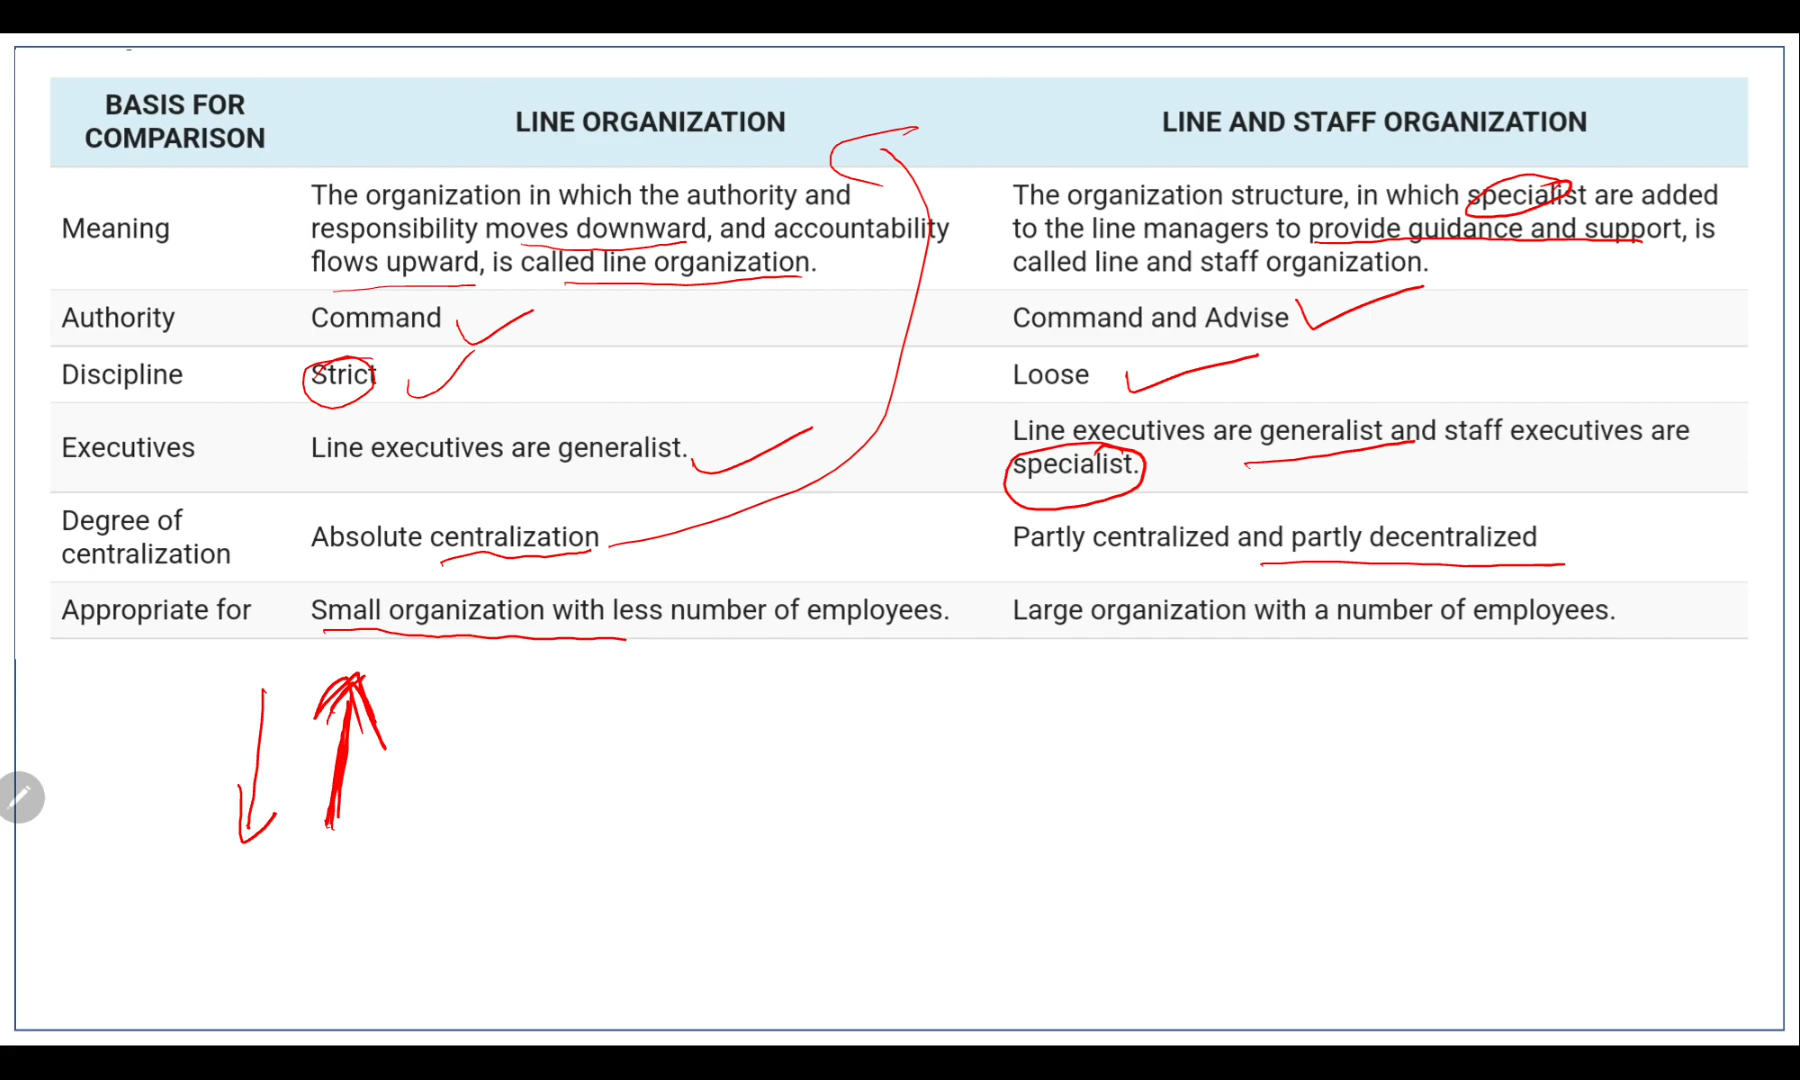 BASIS FOR
COMPARISON
LINE ORGANIZATION
LINE AND STAFF ORGANIZATION
Meaning
The organization in which the authority and
responsibility moves downward, and accountability
flows upward, is called line organization.
The organization structure, in which specialist are added
to the line managers to provide guidance and support, is
called line and staff organization.
Authority
Command
Command and Advise
Discipline
Strict
Loose
Executives
Line executives are generalist.
Line executives are generalist and staff executives are
specialist.
Degree of
centralization
Absolute centralization
Partly centralized and partly decentralized
Appropriate for
Small organization with less number of employees.
Large organization with a number of employees.